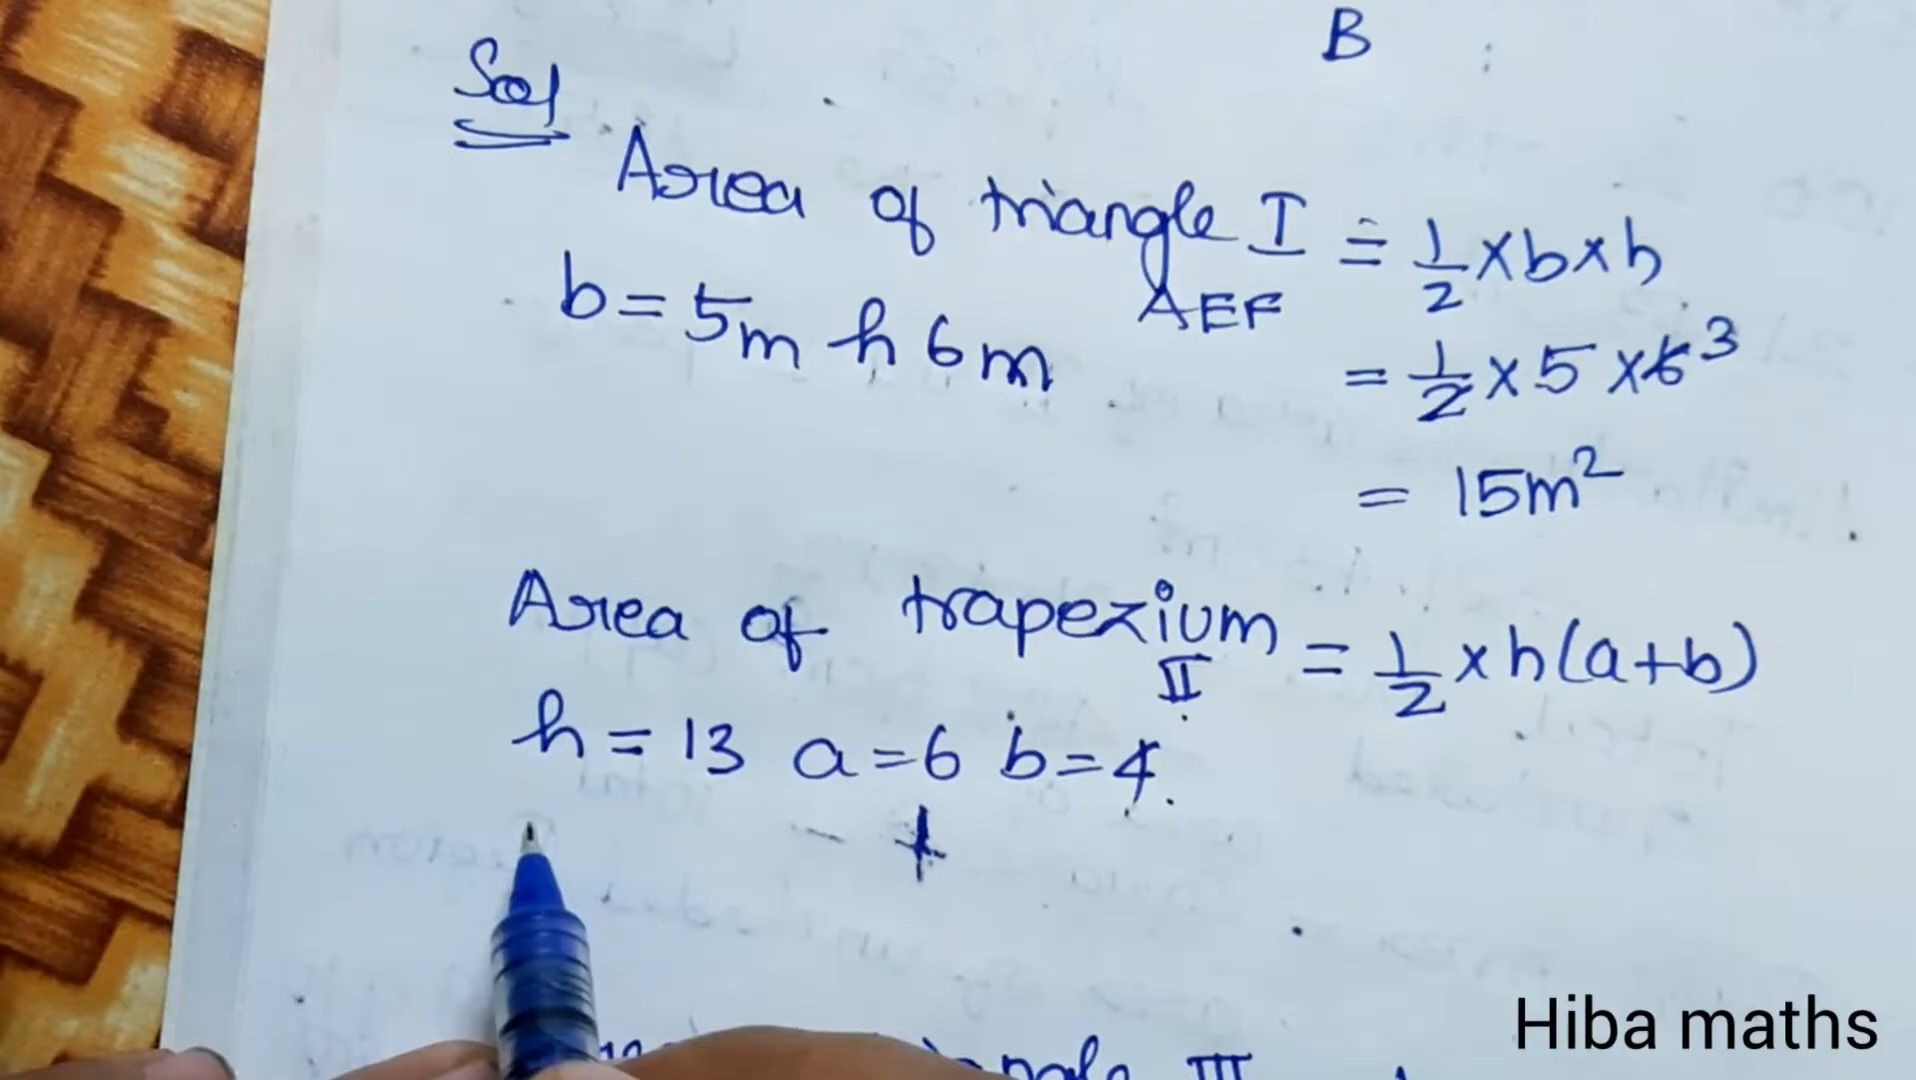 B
Sol
Area of triangle I = 1/2 × b × h
AEF
b = 5m h 6m
= 1/2 × 5 × 6 3
= 15m²
Area of trapezium = 1/2 × h(a+b)
II
h = 13 a = 6 b = 4.
III
Hiba maths